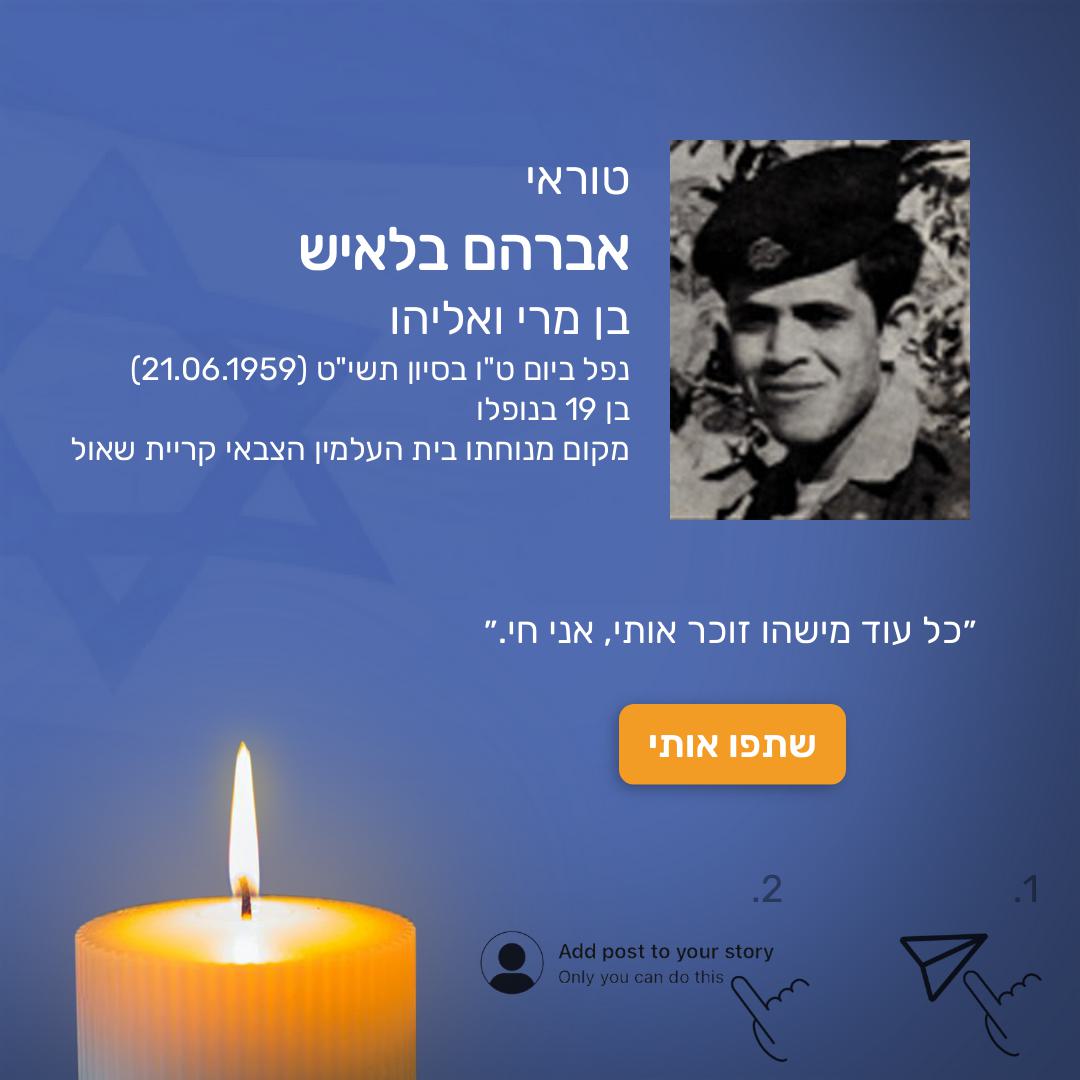 טוראי
אברהם בלאיש
בן מרי ואליהו
נפל ביום ט"ו בסיון תשי"ט (21.06.1959)
בן 19 בנופלו
מקום מנוחתו בית העלמין הצבאי קריית שאול
״כל עוד מישהו זוכר אותי, אני חי.״
שתפו אותי
1.
2.
Add post to your story
Only you can do this